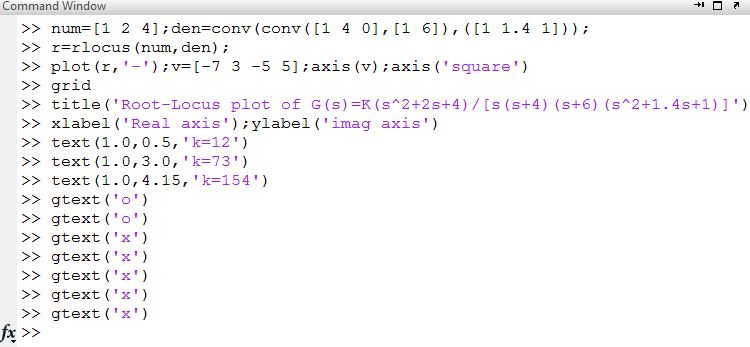 Command Window
>> num=[1 2 4];den=conv(conv([1 4 0],[1 6]),([1 1.4 1]));
>> r=rlocus(num,den);
>> plot(r,'-');v=[-7 3 -5 5];axis(v);axis('square')
>> grid
>> title('Root-Locus plot of G(s)=K(s^2+2s+4)/[s(s+4)(s+6)(s^2+1.4s+1)]')
>> xlabel('Real axis');ylabel('imag axis')
>> text(1.0,0.5,'k=12')
>> text(1.0,3.0,'k=73')
>> text(1.0,4.15,'k=154')
>> gtext('o')
>> gtext('o')
>> gtext('x')
>> gtext('x')
>> gtext('x')
>> gtext('x')
>> gtext('x')
fx >>